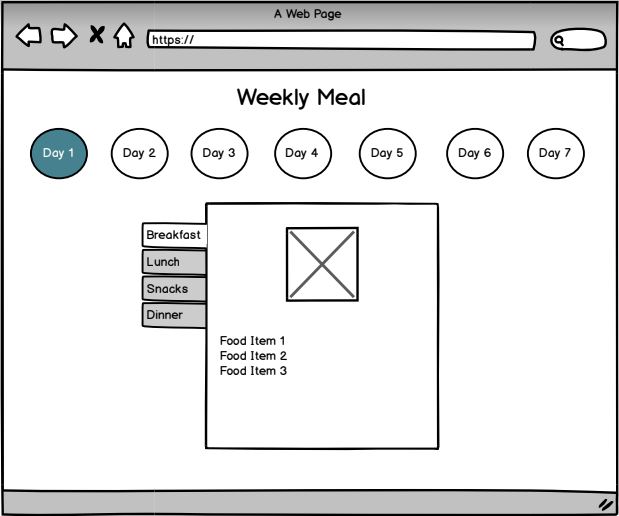 A Web Page
https://
Weekly Meal
Day 1 Day 2 Day 3 Day 4 Day 5 Day 6 Day 7
Breakfast
Lunch
Snacks
Dinner
Food Item 1
Food Item 2
Food Item 3